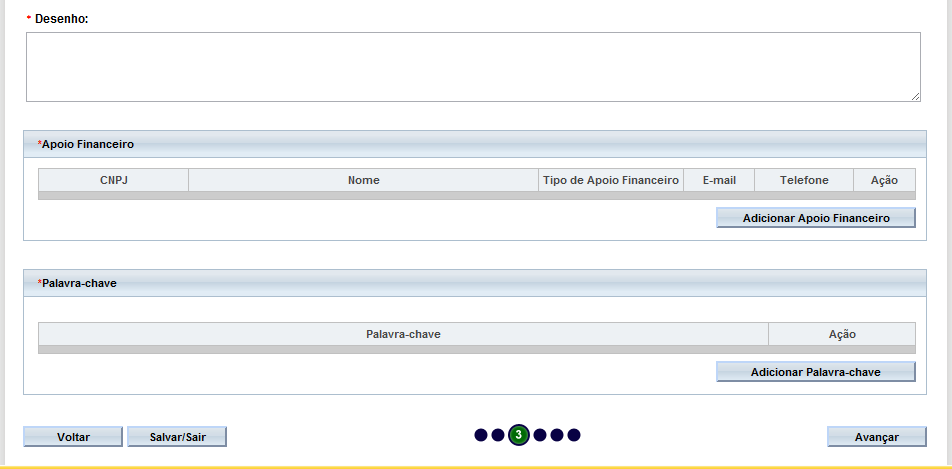 * Desenho:
*Apoio Financeiro
CNPJ Nome Tipo de Apoio Financeiro E-mail Telefone Ação
Adicionar Apoio Financeiro
*Palavra-chave
Palavra-chave Ação
Adicionar Palavra-chave
Voltar Salvar/Sair 3 Avançar